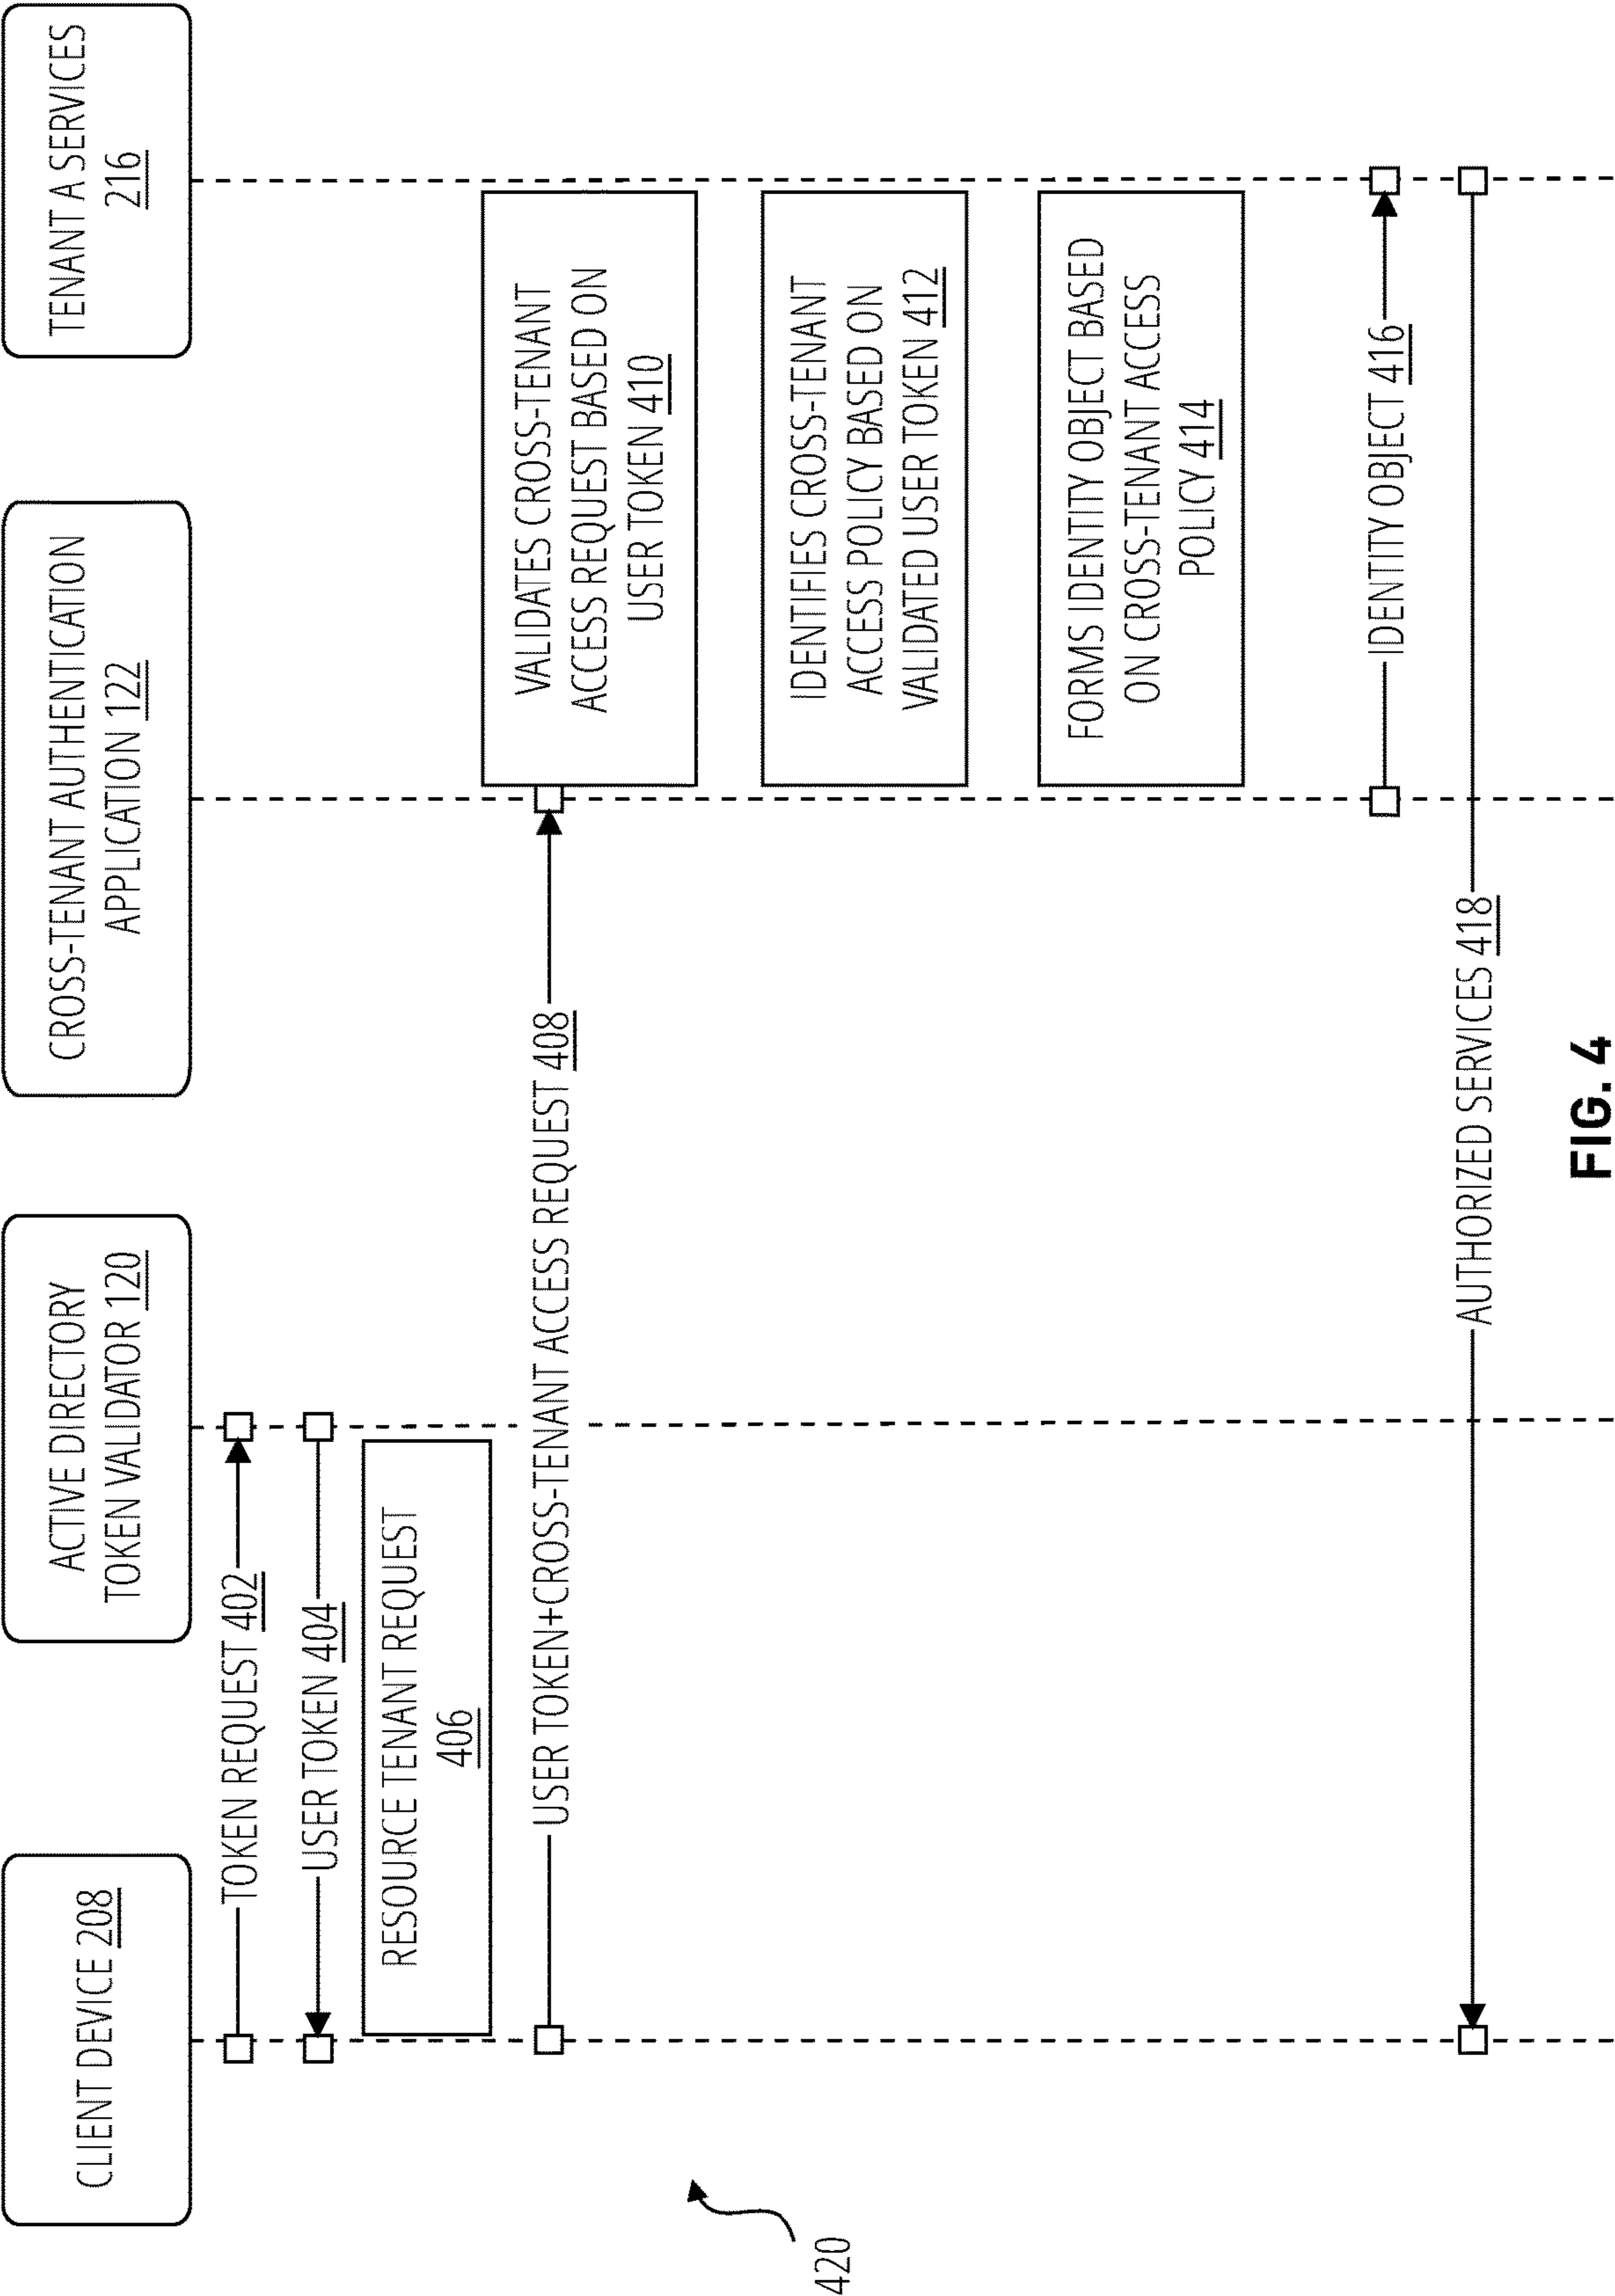 CLIENT DEVICE 208
ACTIVE DIRECTORY
TOKEN VALIDATOR 120
CROSS-TENANT AUTHENTICATION
APPLICATION 122
TENANT A SERVICES
216
TOKEN REQUEST 402
USER TOKEN 404
RESOURCE TENANT REQUEST
406
USER TOKEN+CROSS-TENANT ACCESS REQUEST 408
VALIDATES CROSS-TENANT
ACCESS REQUEST BASED ON
USER TOKEN 410
IDENTIFIES CROSS-TENANT
ACCESS POLICY BASED ON
VALIDATED USER TOKEN 412
FORMS IDENTITY OBJECT BASED
ON CROSS-TENANT ACCESS
POLICY 414
IDENTITY OBJECT 416
AUTHORIZED SERVICES 418
420
FIG. 4